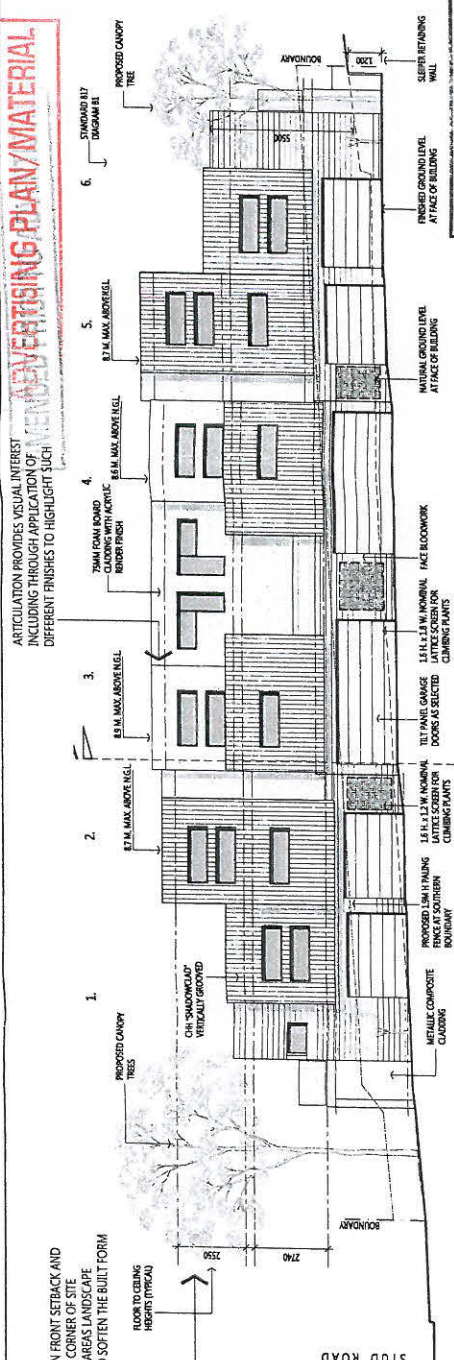 ARTICULATION PROVIDES VISUAL INTEREST
INCLUDING THROUGH APPLICATION OF
DIFFERENT FINISHES TO HIGHLIGHT SUCH
ADVERTISING PLAN/MATERIAL
N FRONT SETBACK AND
CORNER OF SITE
AREAS LANDSCAPE
SOFTEN THE BUILT FORM
PROPOSED CANOPY
TREES
1.
2.
8.7 M. MAX. ABOVE N.G.L.
3.
8.9 M. MAX. ABOVE N.G.L.
75MM FOAM BOARD
CLADDING WITH ACRYLIC
RENDER FINISH
4.
8.6 M. MAX. ABOVE N.G.L.
5.
8.7 M. MAX. ABOVE N.G.L.
6.
STANDARD B17
DIAGRAM B1
PROPOSED CANOPY
TREE
FLOOR TO CEILING
HEIGHTS (TYPICAL)
2550
2740
CHH "SHADOWCLAD"
VERTICALLY GROOVED
5500
BOUNDARY
1200
BOUNDARY
STUD ROAD
METALLIC COMPOSITE
CLADDING
PROPOSED 1.9M H PALING
FENCE AT SOUTHERN
BOUNDARY
1.6 H. x 1.2 W. NOMINAL
LATTICE SCREEN FOR
CLIMBING PLANTS
TILT PANEL GARAGE
DOORS AS SELECTED
1.6 H. x 1.8 W. NOMINAL
LATTICE SCREEN FOR
CLIMBING PLANTS
FACE BLOCKWORK
NATURAL GROUND LEVEL
AT FACE OF BUILDING
FINISHED GROUND LEVEL
AT FACE OF BUILDING
SLEEPER RETAINING
WALL